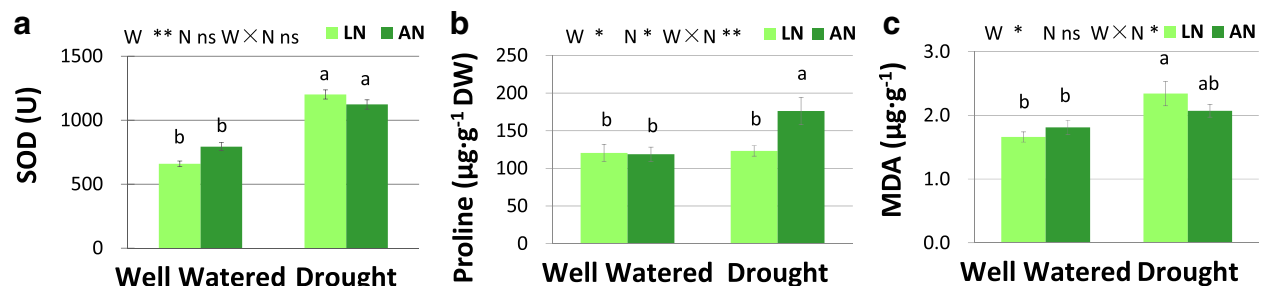 a
W ** N ns W×N ns LN AN
SOD (U)
1500
1000
500
0
b
b
a
a
Well Watered Drought
b
W * N * W×N ** LN AN
Proline (µg·g-1 DW)
250
200
150
100
50
0
b
b
b
a
Well Watered Drought
c
W * N ns W×N * LN AN
MDA (µg·g-1)
3.0
2.0
1.0
0.0
b
b
a
ab
Well Watered Drought